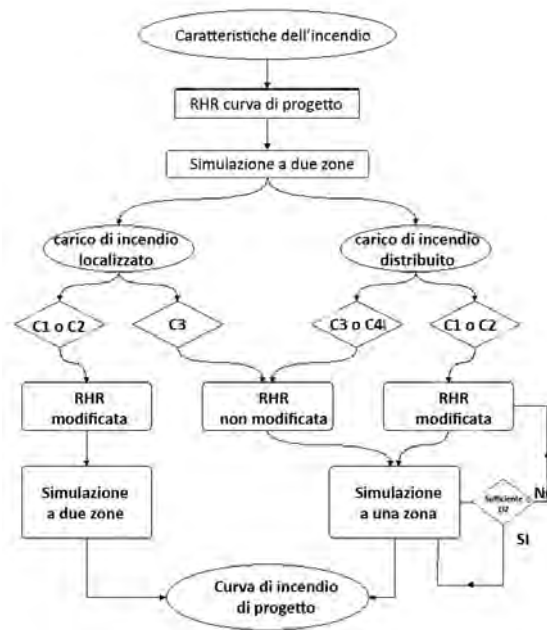 Caratteristiche dell'incendio
RHR curva di progetto
Simulazione a due zone
carico di incendio
localizzato
carico di incendio
distribuito
C1 o C2
C3
C3 o C4
C1 o C2
RHR
modificata
RHR
non modificata
RHR
modificata
Simulazione
a due zone
Simulazione
a una zona
Sufficiente
O2
No
SI
Curva di incendio
di progetto